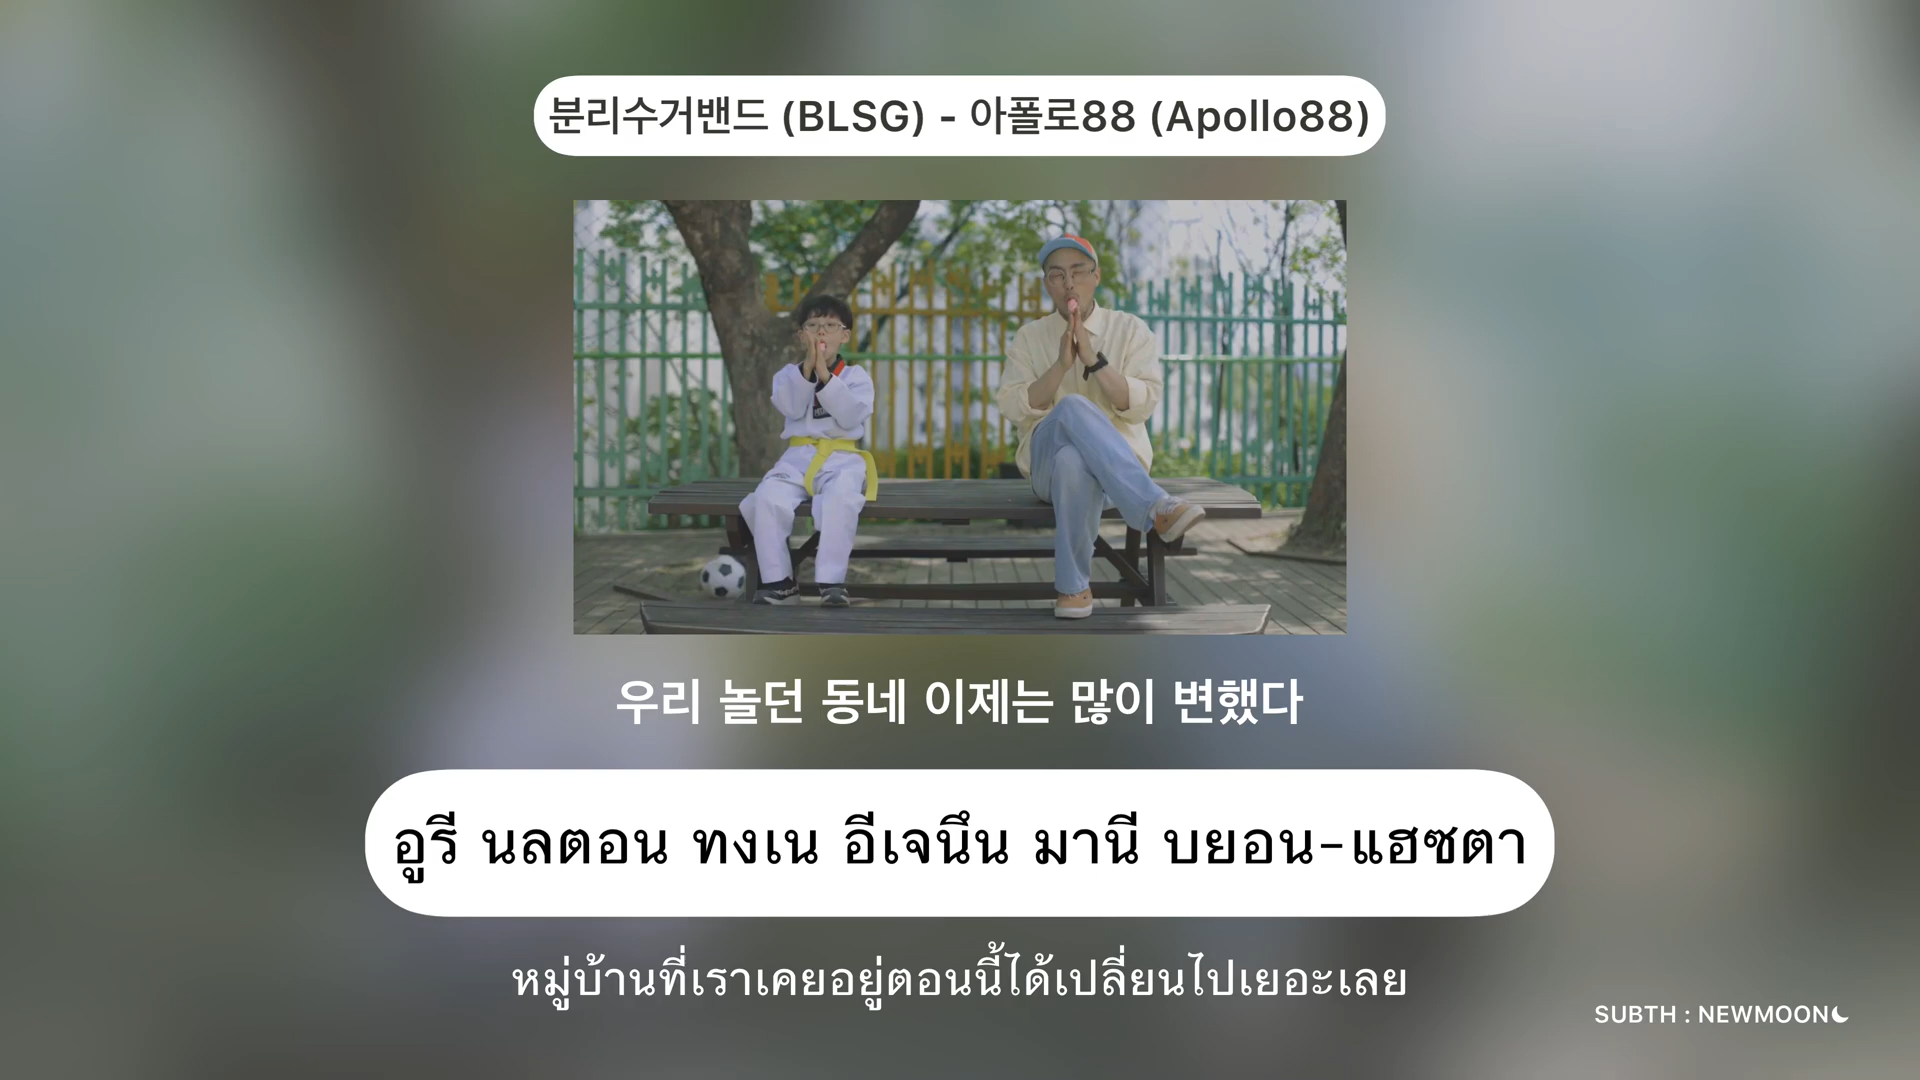 분리수거밴드 (BLSG) - 아폴로88 (Apollo88)
우리 놀던 동네 이제는 많이 변했다
อูรี นลตอน ทงเน อีเจนึน มานี บยอน-แฮซตา
หมู่บ้านที่เราเคยอยู่ตอนนี้ได้เปลี่ยนไปเยอะเลย
SUBTH : NEWMOON